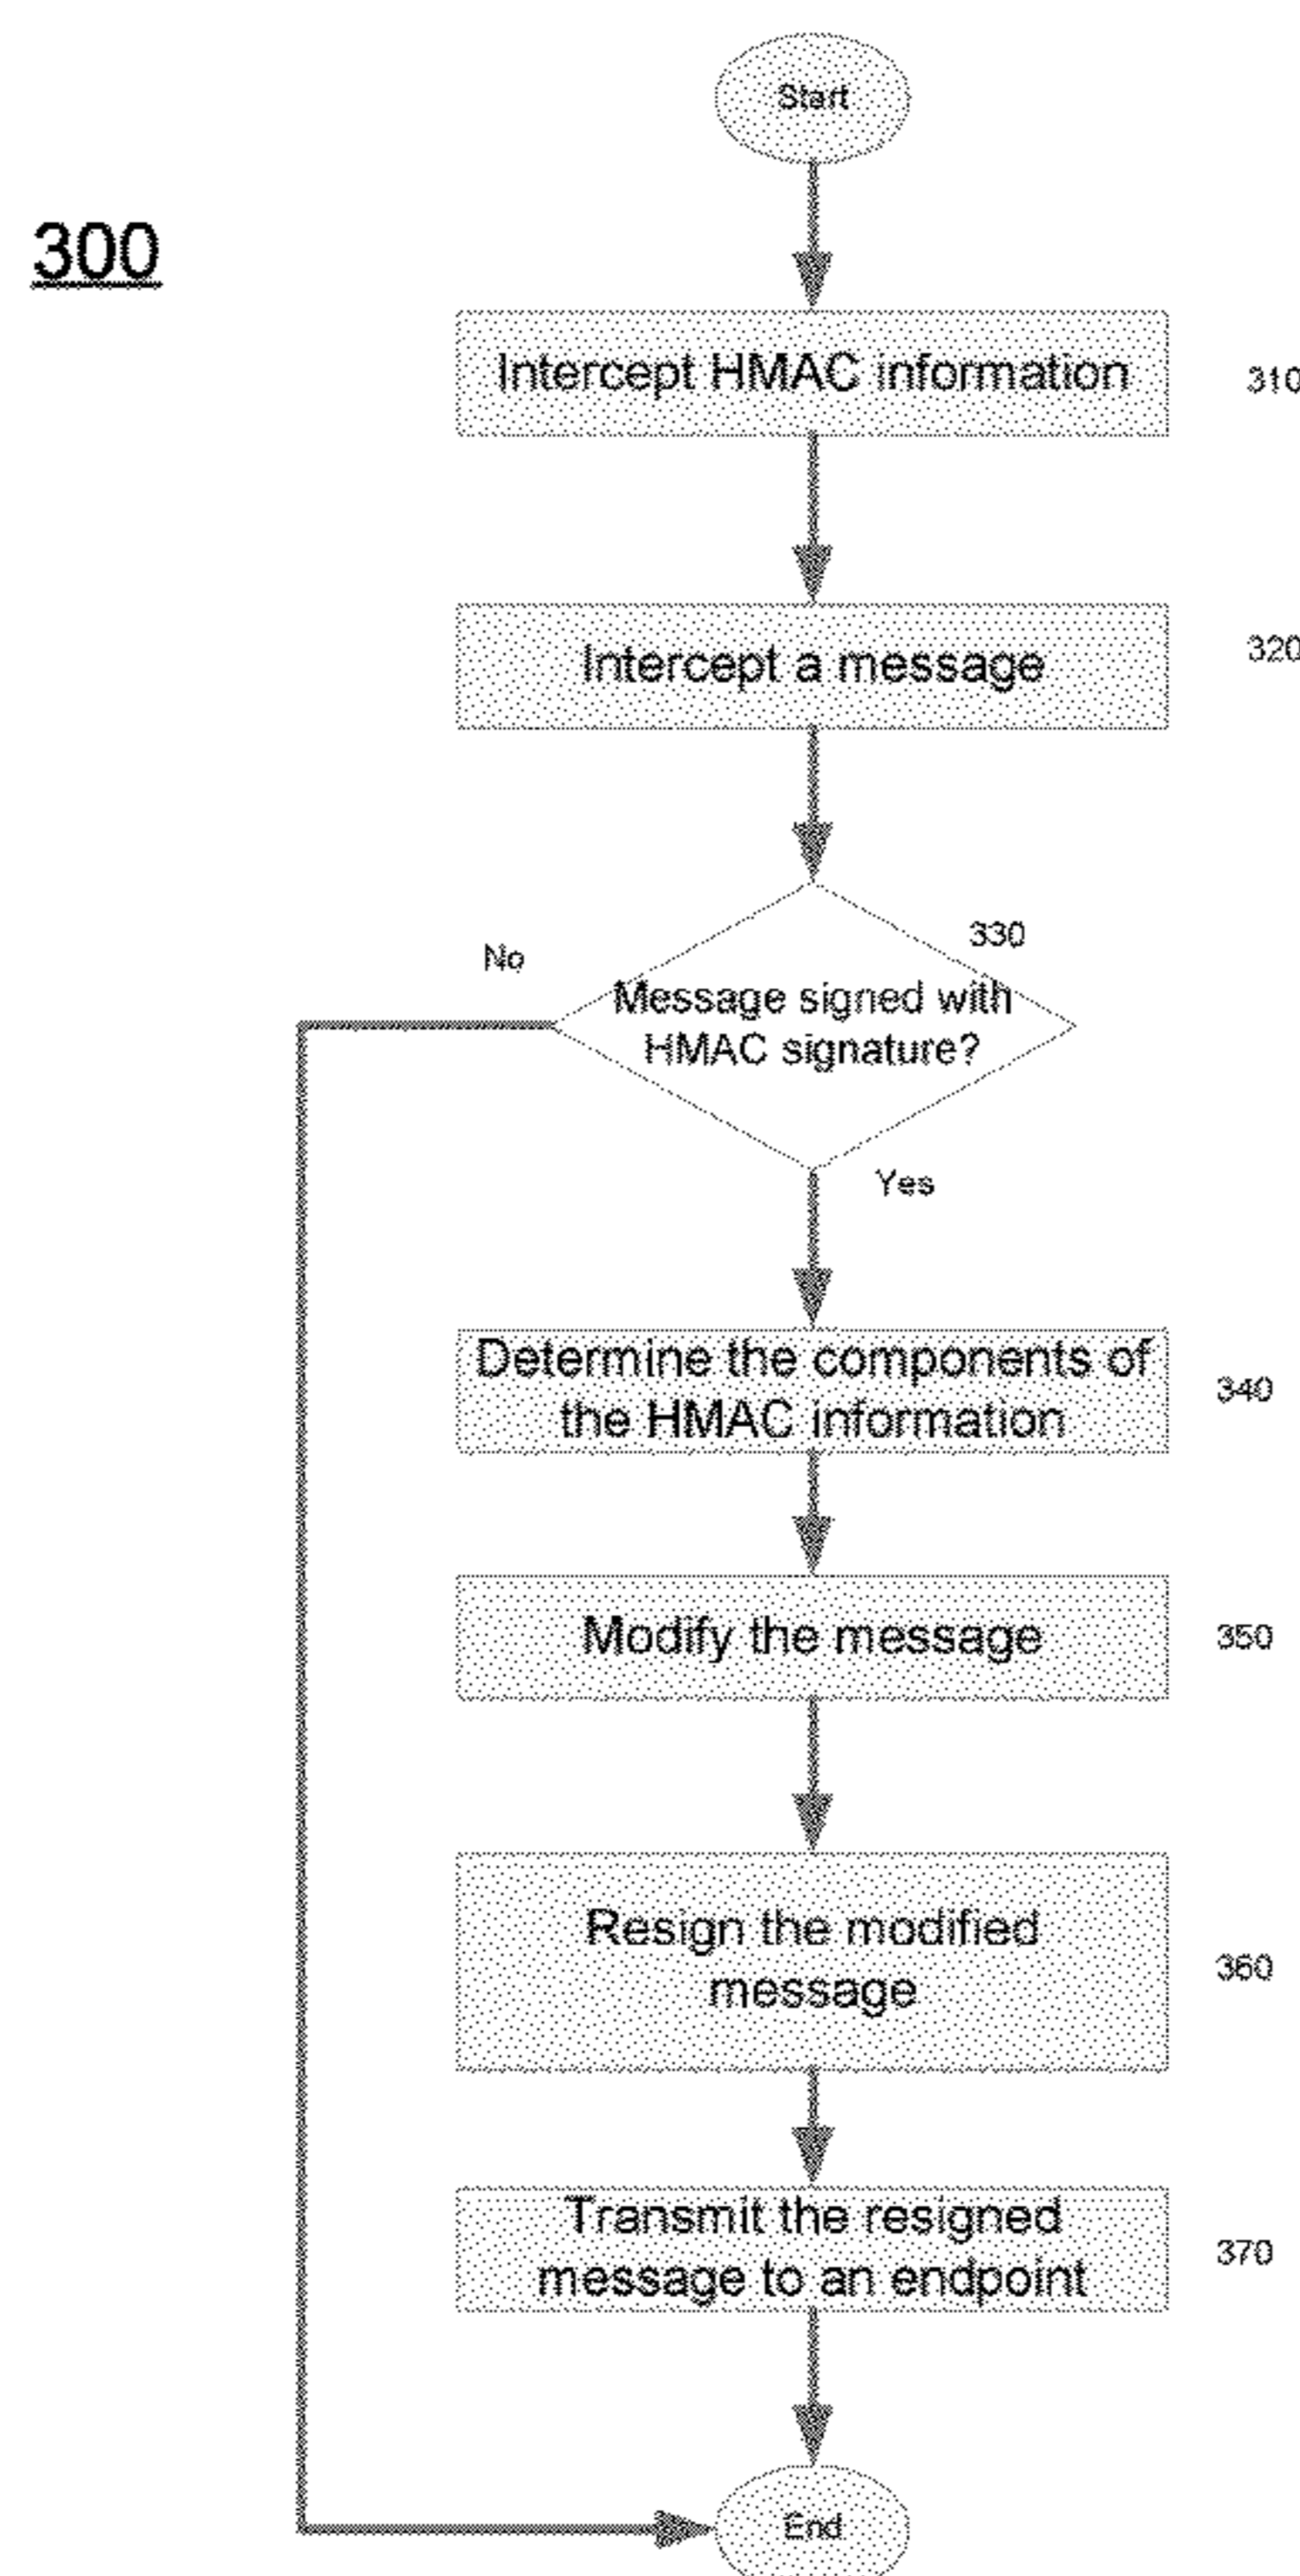 Start
300
Intercept HMAC information
310
Intercept a message
320
330
No
Message signed with
HMAC signature?
Yes
Determine the components of
the HMAC information
340
Modify the message
350
Resign the modified
message
360
Transmit the resigned
message to an endpoint
370
End